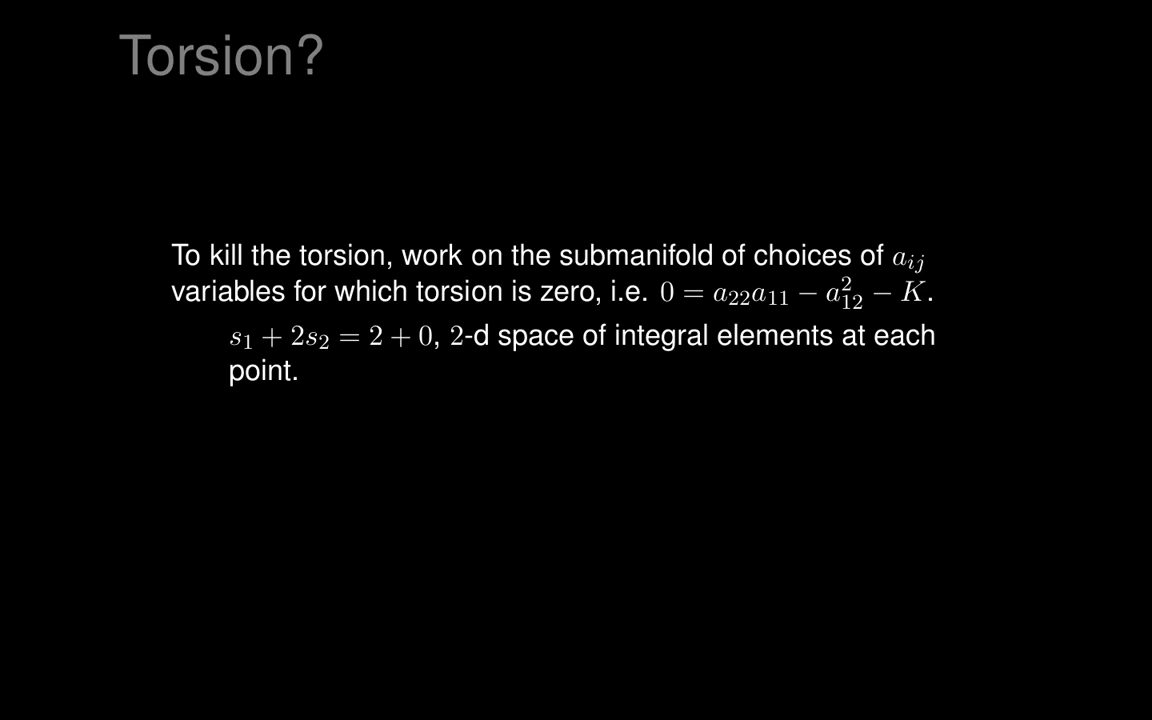 Torsion?
To kill the torsion, work on the submanifold of choices of $a_{ij}$
variables for which torsion is zero, i.e. $0 = a_{22}a_{11} - a_{12}^2 - K$.
$s_1 + 2s_2 = 2 + 0$, $2$-d space of integral elements at each
point.